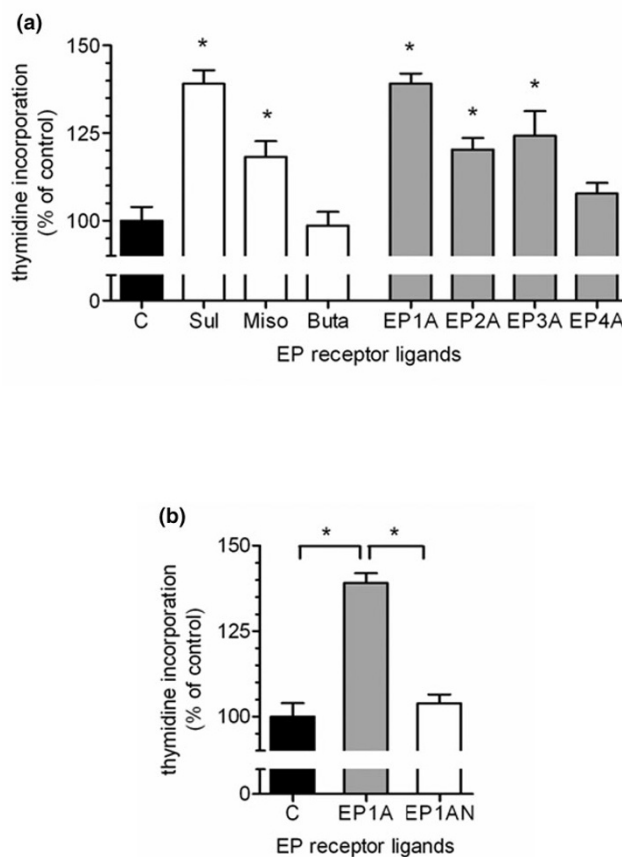 (a)
thymidine incorporation
(% of control)
150
125
100
0
* * * * *
C Sul Miso Buta EP1A EP2A EP3A EP4A
EP receptor ligands
(b)
thymidine incorporation
(% of control)
150
125
100
0
* *
C EP1A EP1AN
EP receptor ligands